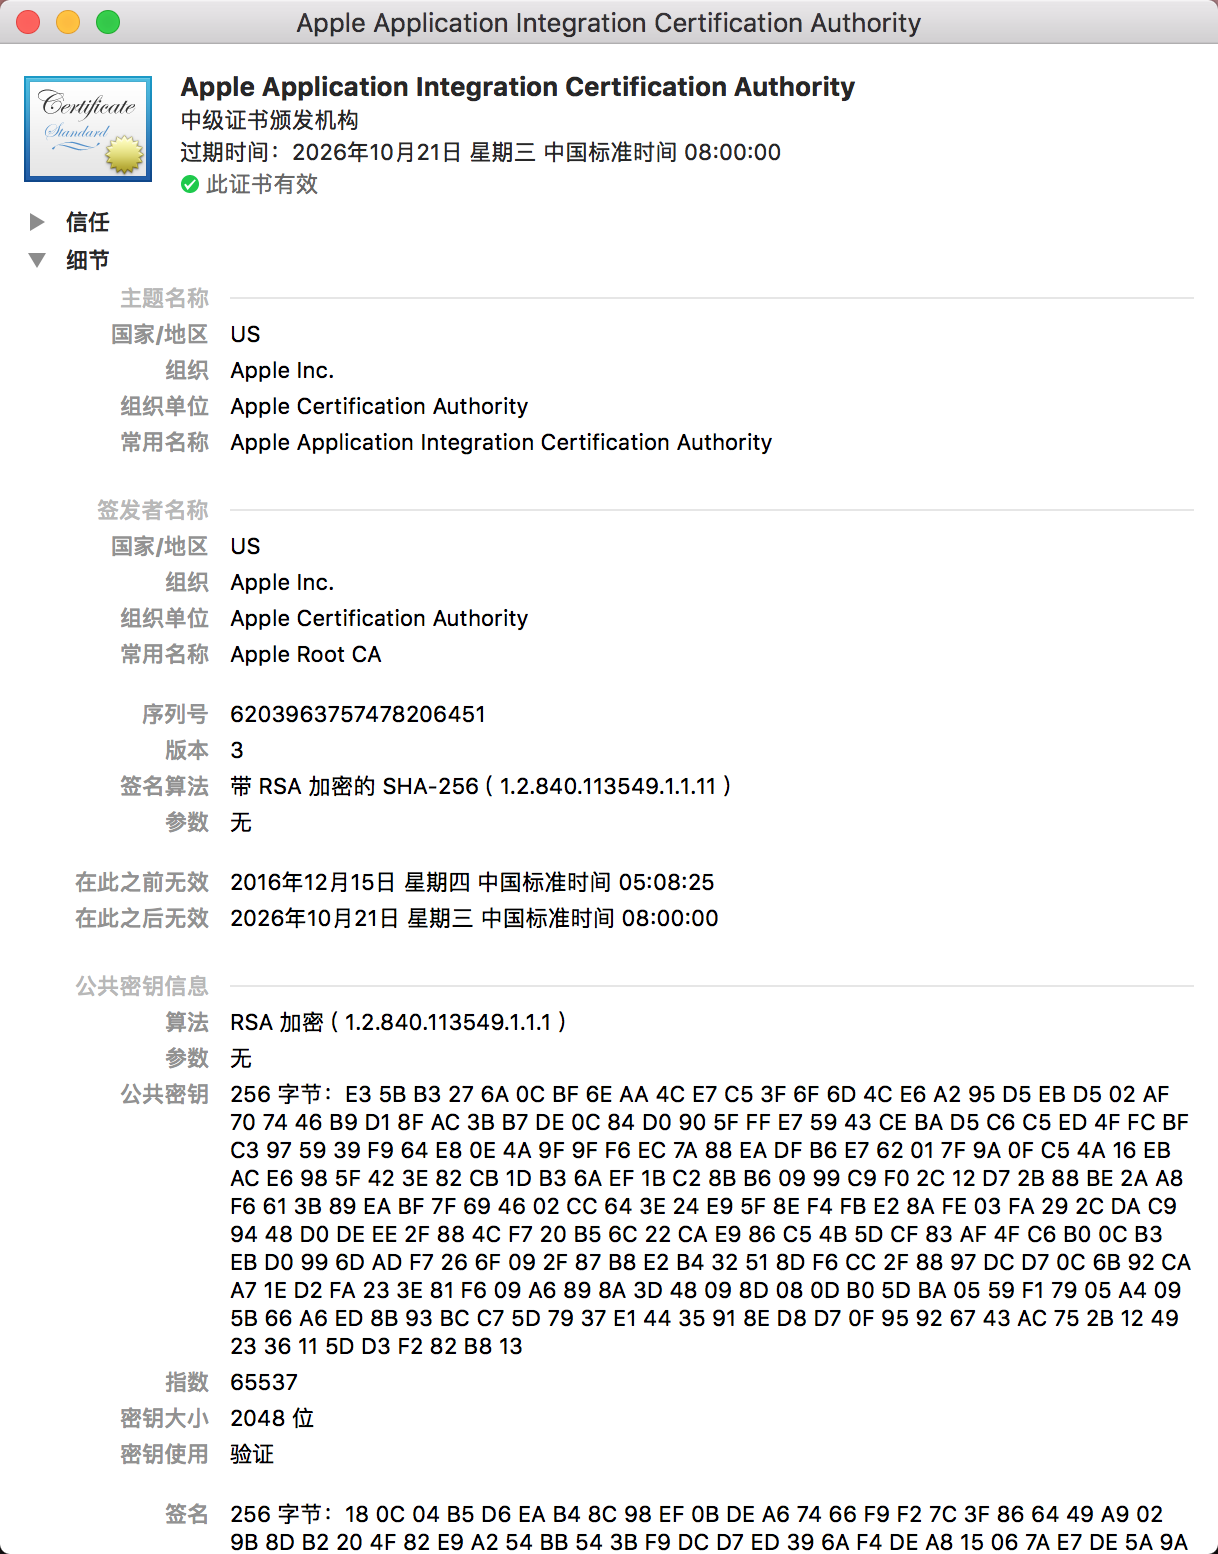 Apple Application Integration Certification Authority
Certificate
Standard
Apple Application Integration Certification Authority
中级证书颁发机构
过期时间：2026年10月21日 星期三 中国标准时间 08:00:00
此证书有效
信任
细节
主题名称
国家/地区 US
组织 Apple Inc.
组织单位 Apple Certification Authority
常用名称 Apple Application Integration Certification Authority
签发者名称
国家/地区 US
组织 Apple Inc.
组织单位 Apple Certification Authority
常用名称 Apple Root CA
序列号 6203963757478206451
版本 3
签名算法 带 RSA 加密的 SHA-256 ( 1.2.840.113549.1.1.11 )
参数 无
在此之前无效 2016年12月15日 星期四 中国标准时间 05:08:25
在此之后无效 2026年10月21日 星期三 中国标准时间 08:00:00
公共密钥信息
算法 RSA 加密 ( 1.2.840.113549.1.1.1 )
参数 无
公共密钥 256 字节：E3 5B B3 27 6A 0C BF 6E AA 4C E7 C5 3F 6F 6D 4C E6 A2 95 D5 EB D5 02 AF
70 74 46 B9 D1 8F AC 3B B7 DE 0C 84 D0 90 5F FF E7 59 43 CE BA D5 C6 C5 ED 4F FC BF
C3 97 59 39 F9 64 E8 0E 4A 9F 9F F6 EC 7A 88 EA DF B6 E7 62 01 7F 9A 0F C5 4A 16 EB
AC E6 98 5F 42 3E 82 CB 1D B3 6A EF 1B C2 8B B6 09 99 C9 F0 2C 12 D7 2B 88 BE 2A A8
F6 61 3B 89 EA BF 7F 69 46 02 CC 64 3E 24 E9 5F 8E F4 FB E2 8A FE 03 FA 29 2C DA C9
94 48 D0 DE EE 2F 88 4C F7 20 B5 6C 22 CA E9 86 C5 4B 5D CF 83 AF 4F C6 B0 0C B3
EB D0 99 6D AD F7 26 6F 09 2F 87 B8 E2 B4 32 51 8D F6 CC 2F 88 97 DC D7 0C 6B 92 CA
A7 1E D2 FA 23 3E 81 F6 09 A6 89 8A 3D 48 09 8D 08 0D B0 5D BA 05 59 F1 79 05 A4 09
5B 66 A6 ED 8B 93 BC C7 5D 79 37 E1 44 35 91 8E D8 D7 0F 95 92 67 43 AC 75 2B 12 49
23 36 11 5D D3 F2 82 B8 13
指数 65537
密钥大小 2048 位
密钥使用 验证
签名 256 字节：18 0C 04 B5 D6 EA B4 8C 98 EF 0B DE A6 74 66 F9 F2 7C 3F 86 64 49 A9 02
9B 8D B2 20 4F 82 E9 A2 54 BB 54 3B F9 DC D7 ED 39 6A F4 DE A8 15 06 7A E7 DE 5A 9A